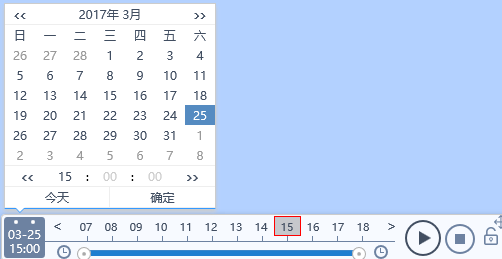 << 2017年 3月 >>
日 一 二 三 四 五 六
26 27 28 1 2 3 4
5 6 7 8 9 10 11
12 13 14 15 16 17 18
19 20 21 22 23 24 25
26 27 28 29 30 31 1
2 3 4 5 6 7 8
<< 15 : 00 : 00 >>
今天 确定
03-25
15:00
< 07 08 09 10 11 12 13 14 15 16 17 18 >